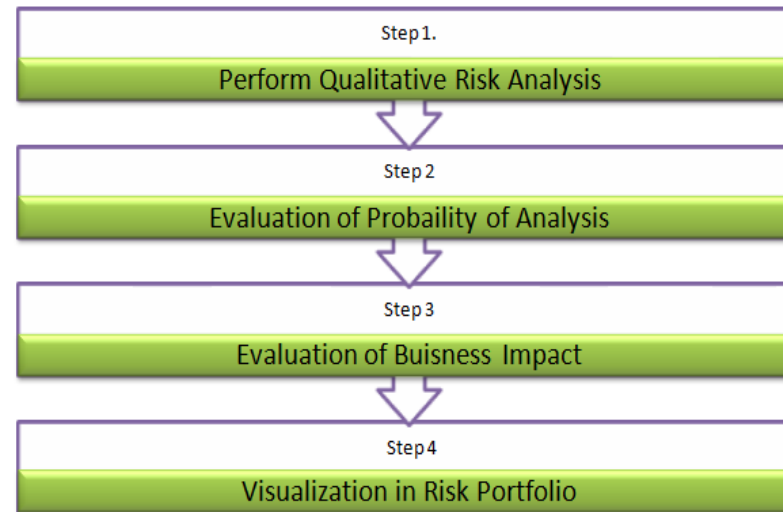 Step 1.
Perform Qualitative Risk Analysis
Step 2
Evaluation of Probaility of Analysis
Step 3
Evaluation of Buisness Impact
Step 4
Visualization in Risk Portfolio